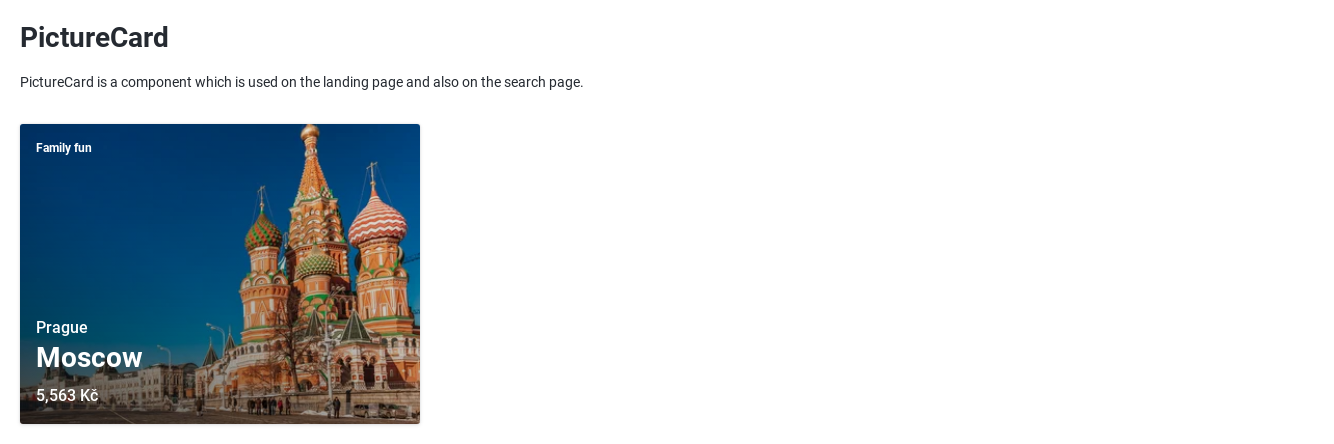 PictureCard
PictureCard is a component which is used on the landing page and also on the search page.
Family fun
Prague
Moscow
5,563 Kč